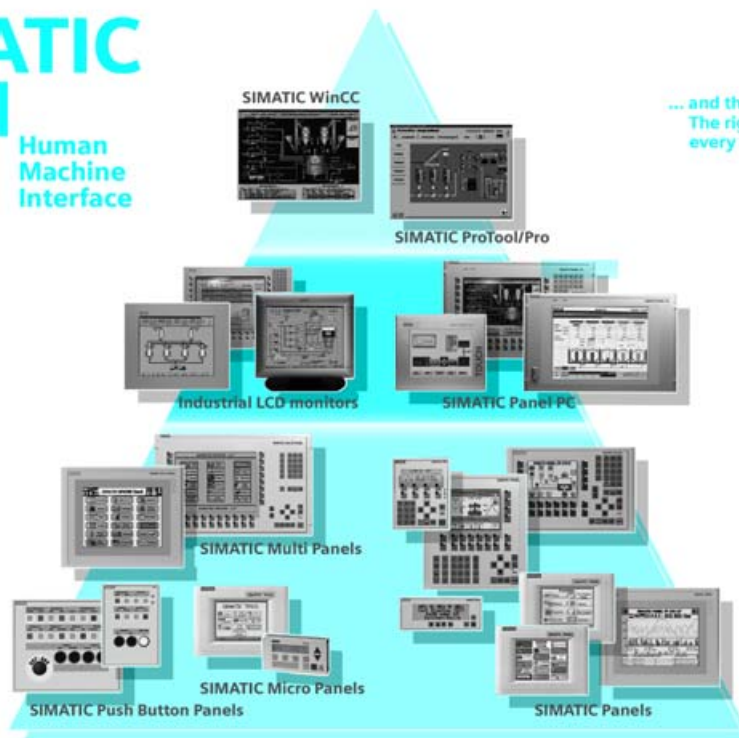 ATIC
Human
Machine
Interface
SIMATIC WinCC
... and th
The rig
every
SIMATIC ProTool/Pro
Industrial LCD monitors
SIMATIC Panel PC
TOUCH
SIMATIC Multi Panels
SIMATIC Micro Panels
SIMATIC Push Button Panels
SIMATIC Panels